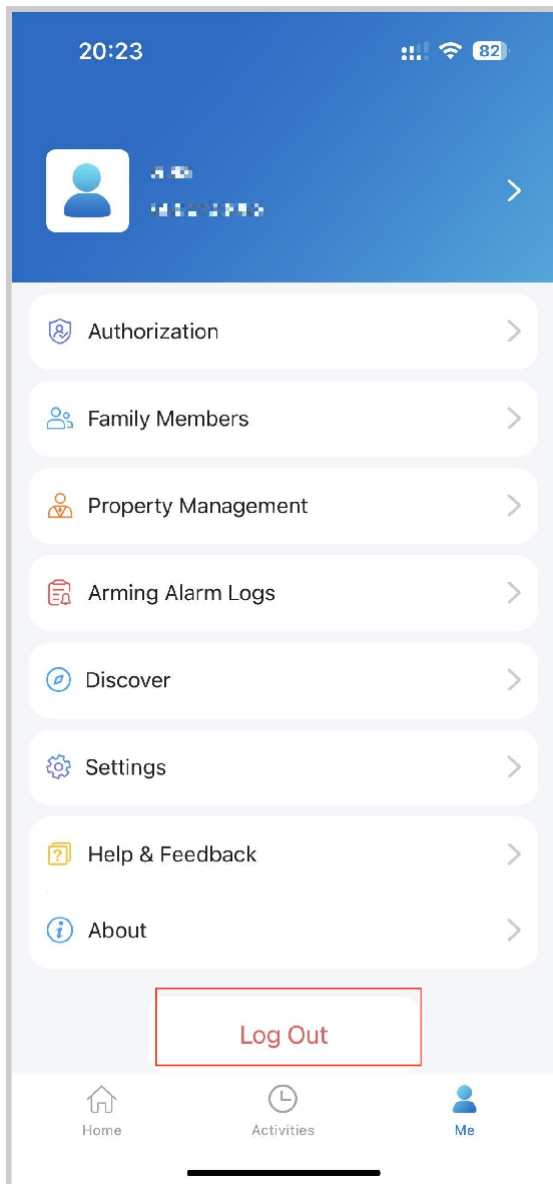 20:23
82
Authorization
Family Members
Property Management
Arming Alarm Logs
Discover
Settings
Help & Feedback
About
Log Out
Home
Activities
Me